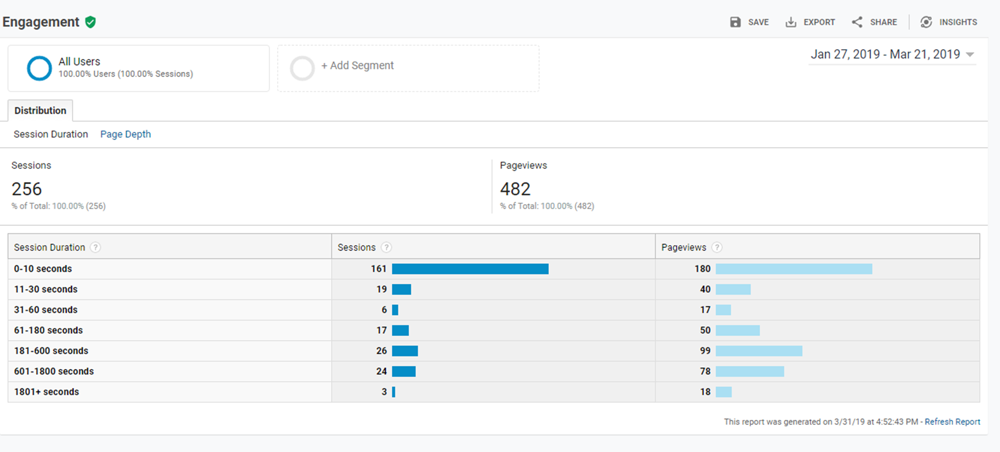 Engagement
SAVE EXPORT SHARE INSIGHTS
All Users
100.00% Users (100.00% Sessions)
+ Add Segment
Jan 27, 2019 - Mar 21, 2019
Distribution
Session Duration Page Depth
Sessions
256
% of Total: 100.00% (256)
Pageviews
482
% of Total: 100.00% (482)
Session Duration ? Sessions ? Pageviews ?
0-10 seconds 161 180
11-30 seconds 19 40
31-60 seconds 6 17
61-180 seconds 17 50
181-600 seconds 26 99
601-1800 seconds 24 78
1801+ seconds 3 18
This report was generated on 3/31/19 at 4:52:43 PM - Refresh Report